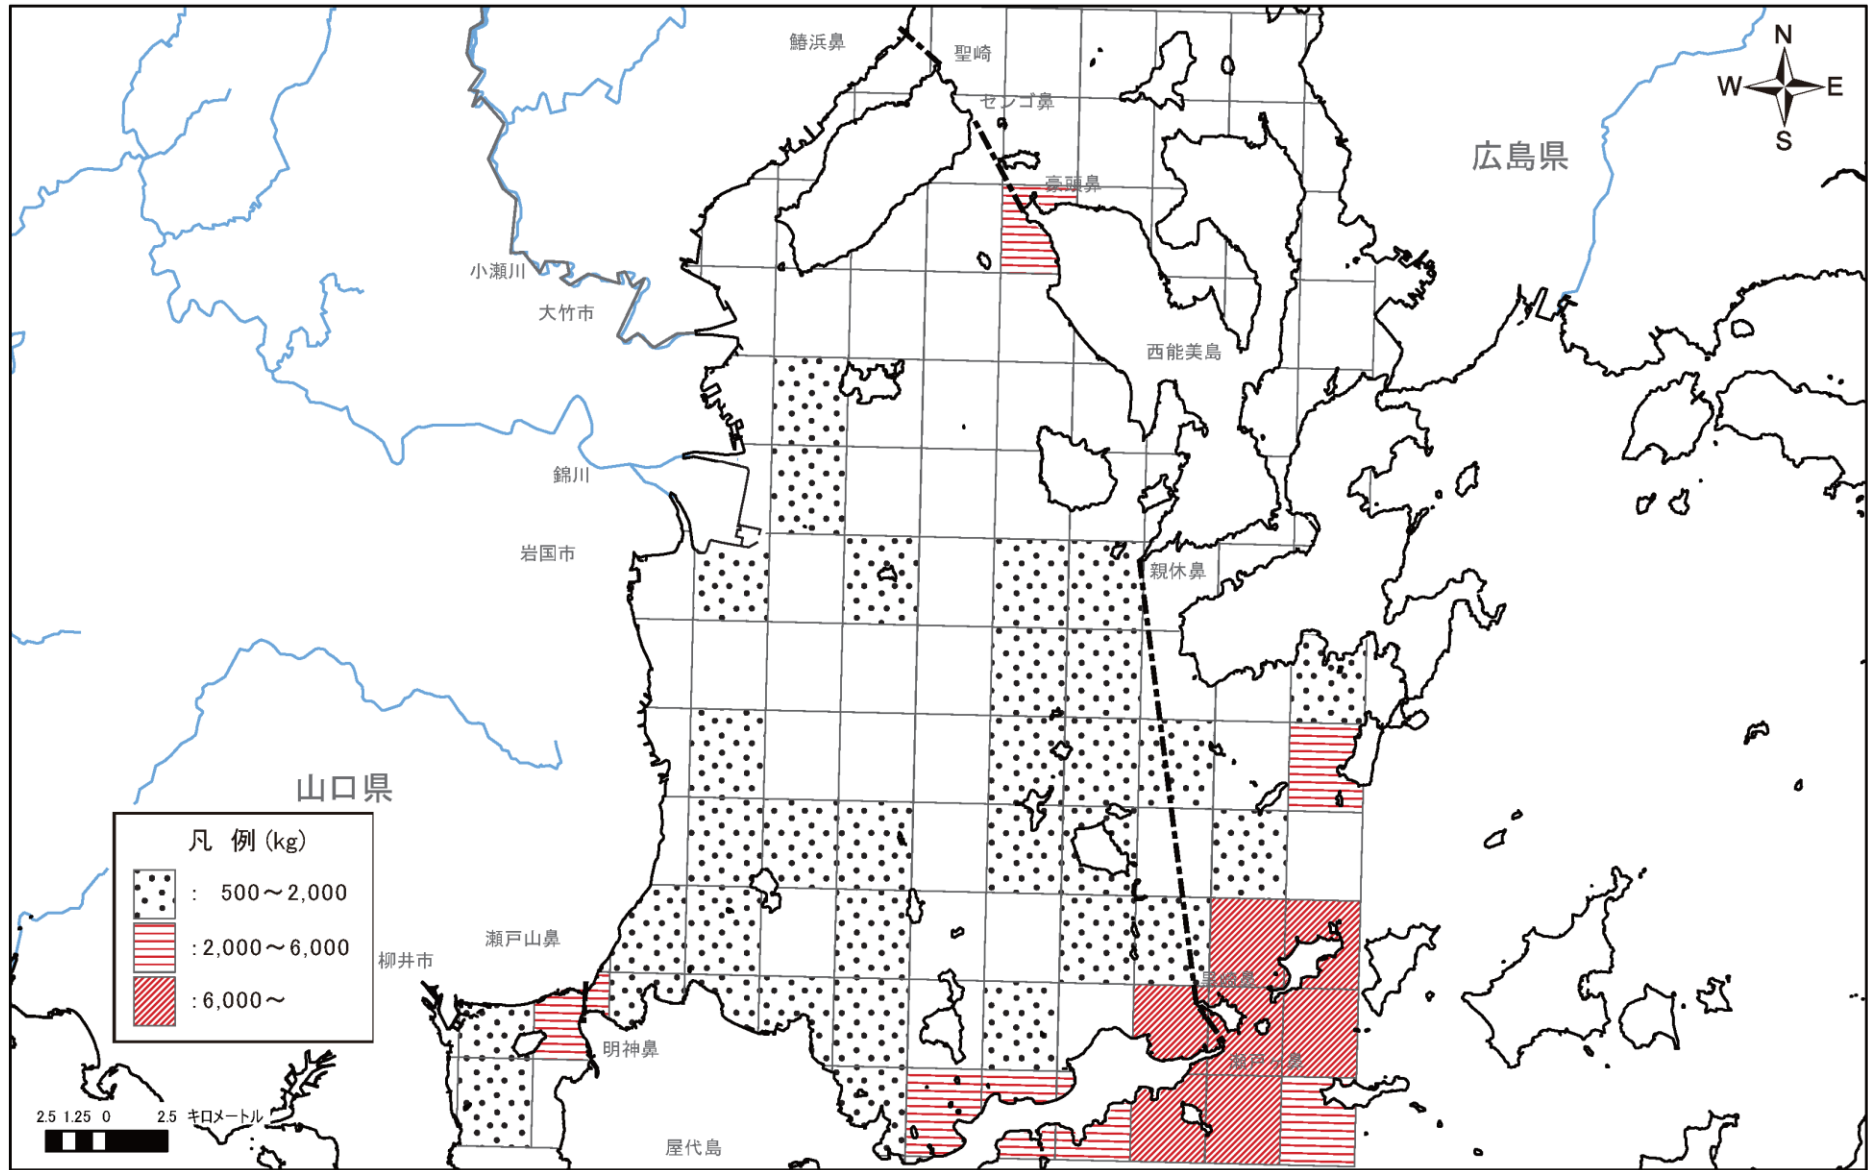 鰆浜鼻
聖崎
N
W
E
S
センゴ鼻
広島県
豪頭鼻
小瀬川
大竹市
西能美島
錦川
岩国市
親休鼻
山口県
凡 例 (kg)
: 500～2,000
:2,000～6,000
:6,000～
瀬戸山鼻
柳井市
明神鼻
2.5 1.25 0 2.5 キロメートル
屋代島